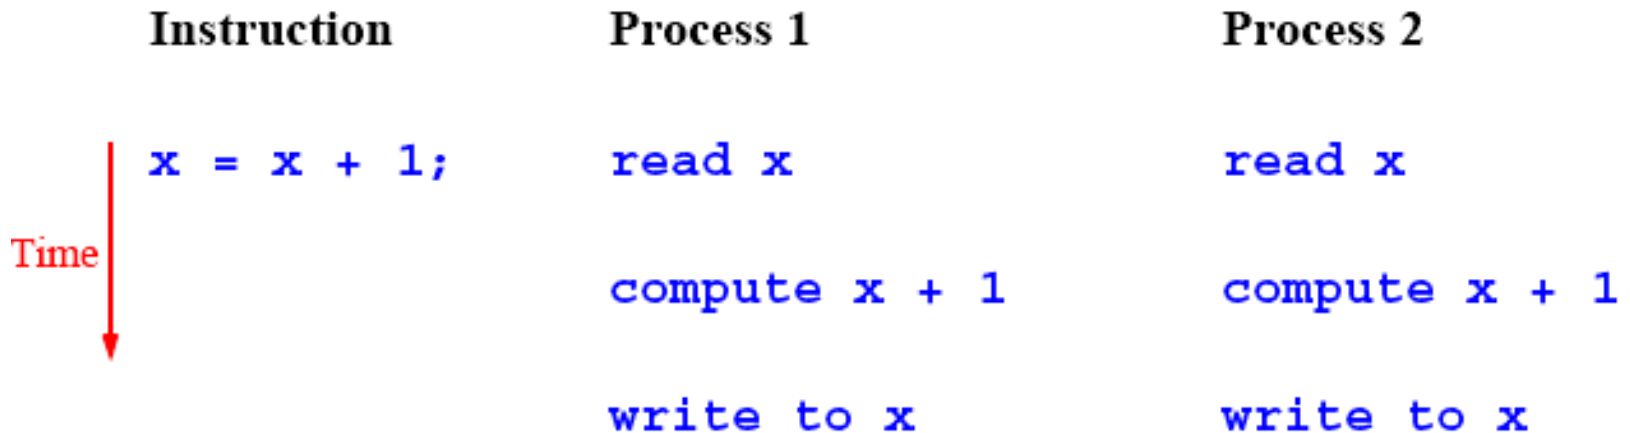 Instruction Process 1 Process 2
x = x + 1; read x read x
Time
compute x + 1 compute x + 1
write to x write to x